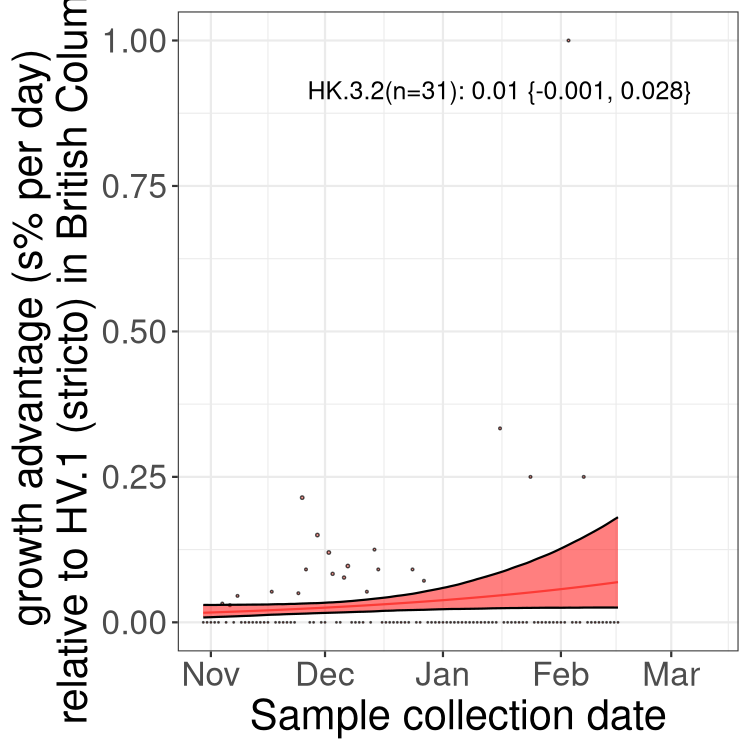 growth advantage (s% per day)
relative to HV.1 (stricto) in British Colum
1.00
0.75
0.50
0.25
0.00
HK.3.2(n=31): 0.01 {-0.001, 0.028}
Nov Dec Jan Feb Mar
Sample collection date